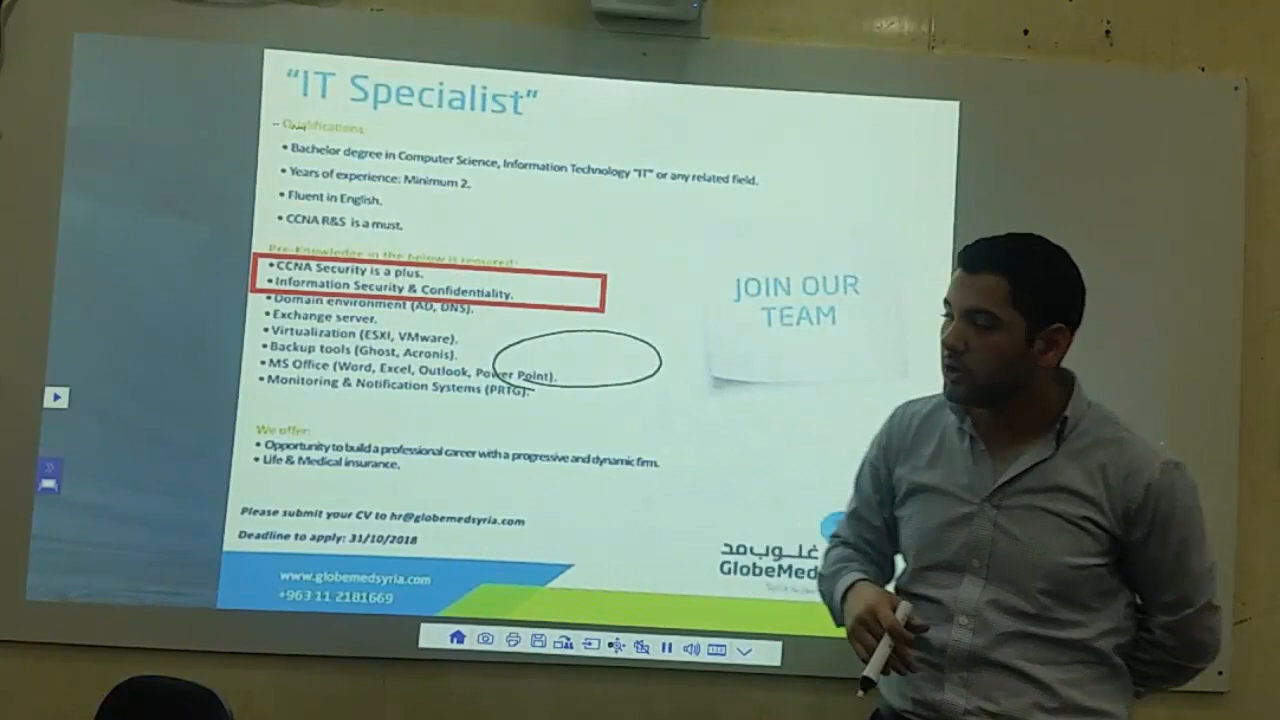 "IT Specialist"
Qualifications:
• Bachelor degree in Computer Science, Information Technology "IT" or any related field.
• Years of experience: Minimum 2.
• Fluent in English.
• CCNA R&S is a must.
Pre-Knowledge in the below is required:
• CCNA Security is a plus.
• Information Security & Confidentiality.
• Domain environment (AD, DNS).
• Exchange server.
• Virtualization (ESXI, VMware).
• Backup tools (Ghost, Acronis).
• MS Office (Word, Excel, Outlook, Power Point).
• Monitoring & Notification Systems (PRTG).
JOIN OUR
TEAM
We offer:
• Opportunity to build a professional career with a progressive and dynamic firm.
• Life & Medical insurance.
Please submit your CV to hr@globemedsyria.com
Deadline to apply: 31/10/2018
غلوب مد
GlobeMed
www.globemedsyria.com
+963 11 2181669